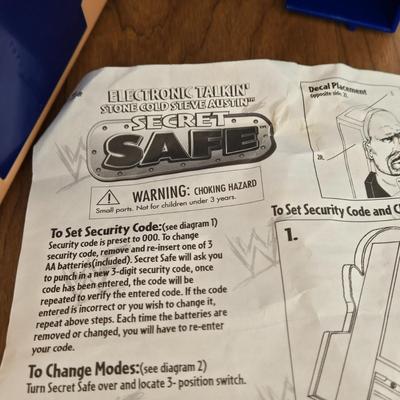 ELECTRONIC TALKIN'
STONE COLD STEVE AUSTIN™
SECRET
SAFE
WARNING: CHOKING HAZARD
Small parts. Not for children under 3 years.
To Set Security Code:(see diagram 1)
Security code is preset to 000. To change
security code, remove and re-insert one of 3
AA batteries(included). Secret Safe will ask you
to punch in a new 3-digit security code, once
code has been entered, the code will be
repeated to verify the entered code. If the code
entered is incorrect or you wish to change it,
repeat above steps. Each time the batteries are
removed or changed, you will have to re-enter
your code.
To Change Modes:(see diagram 2)
Turn Secret Safe over and locate 3- position switch.
Decal Placement
Opposite side
2R.
To Set Security Code and
1.